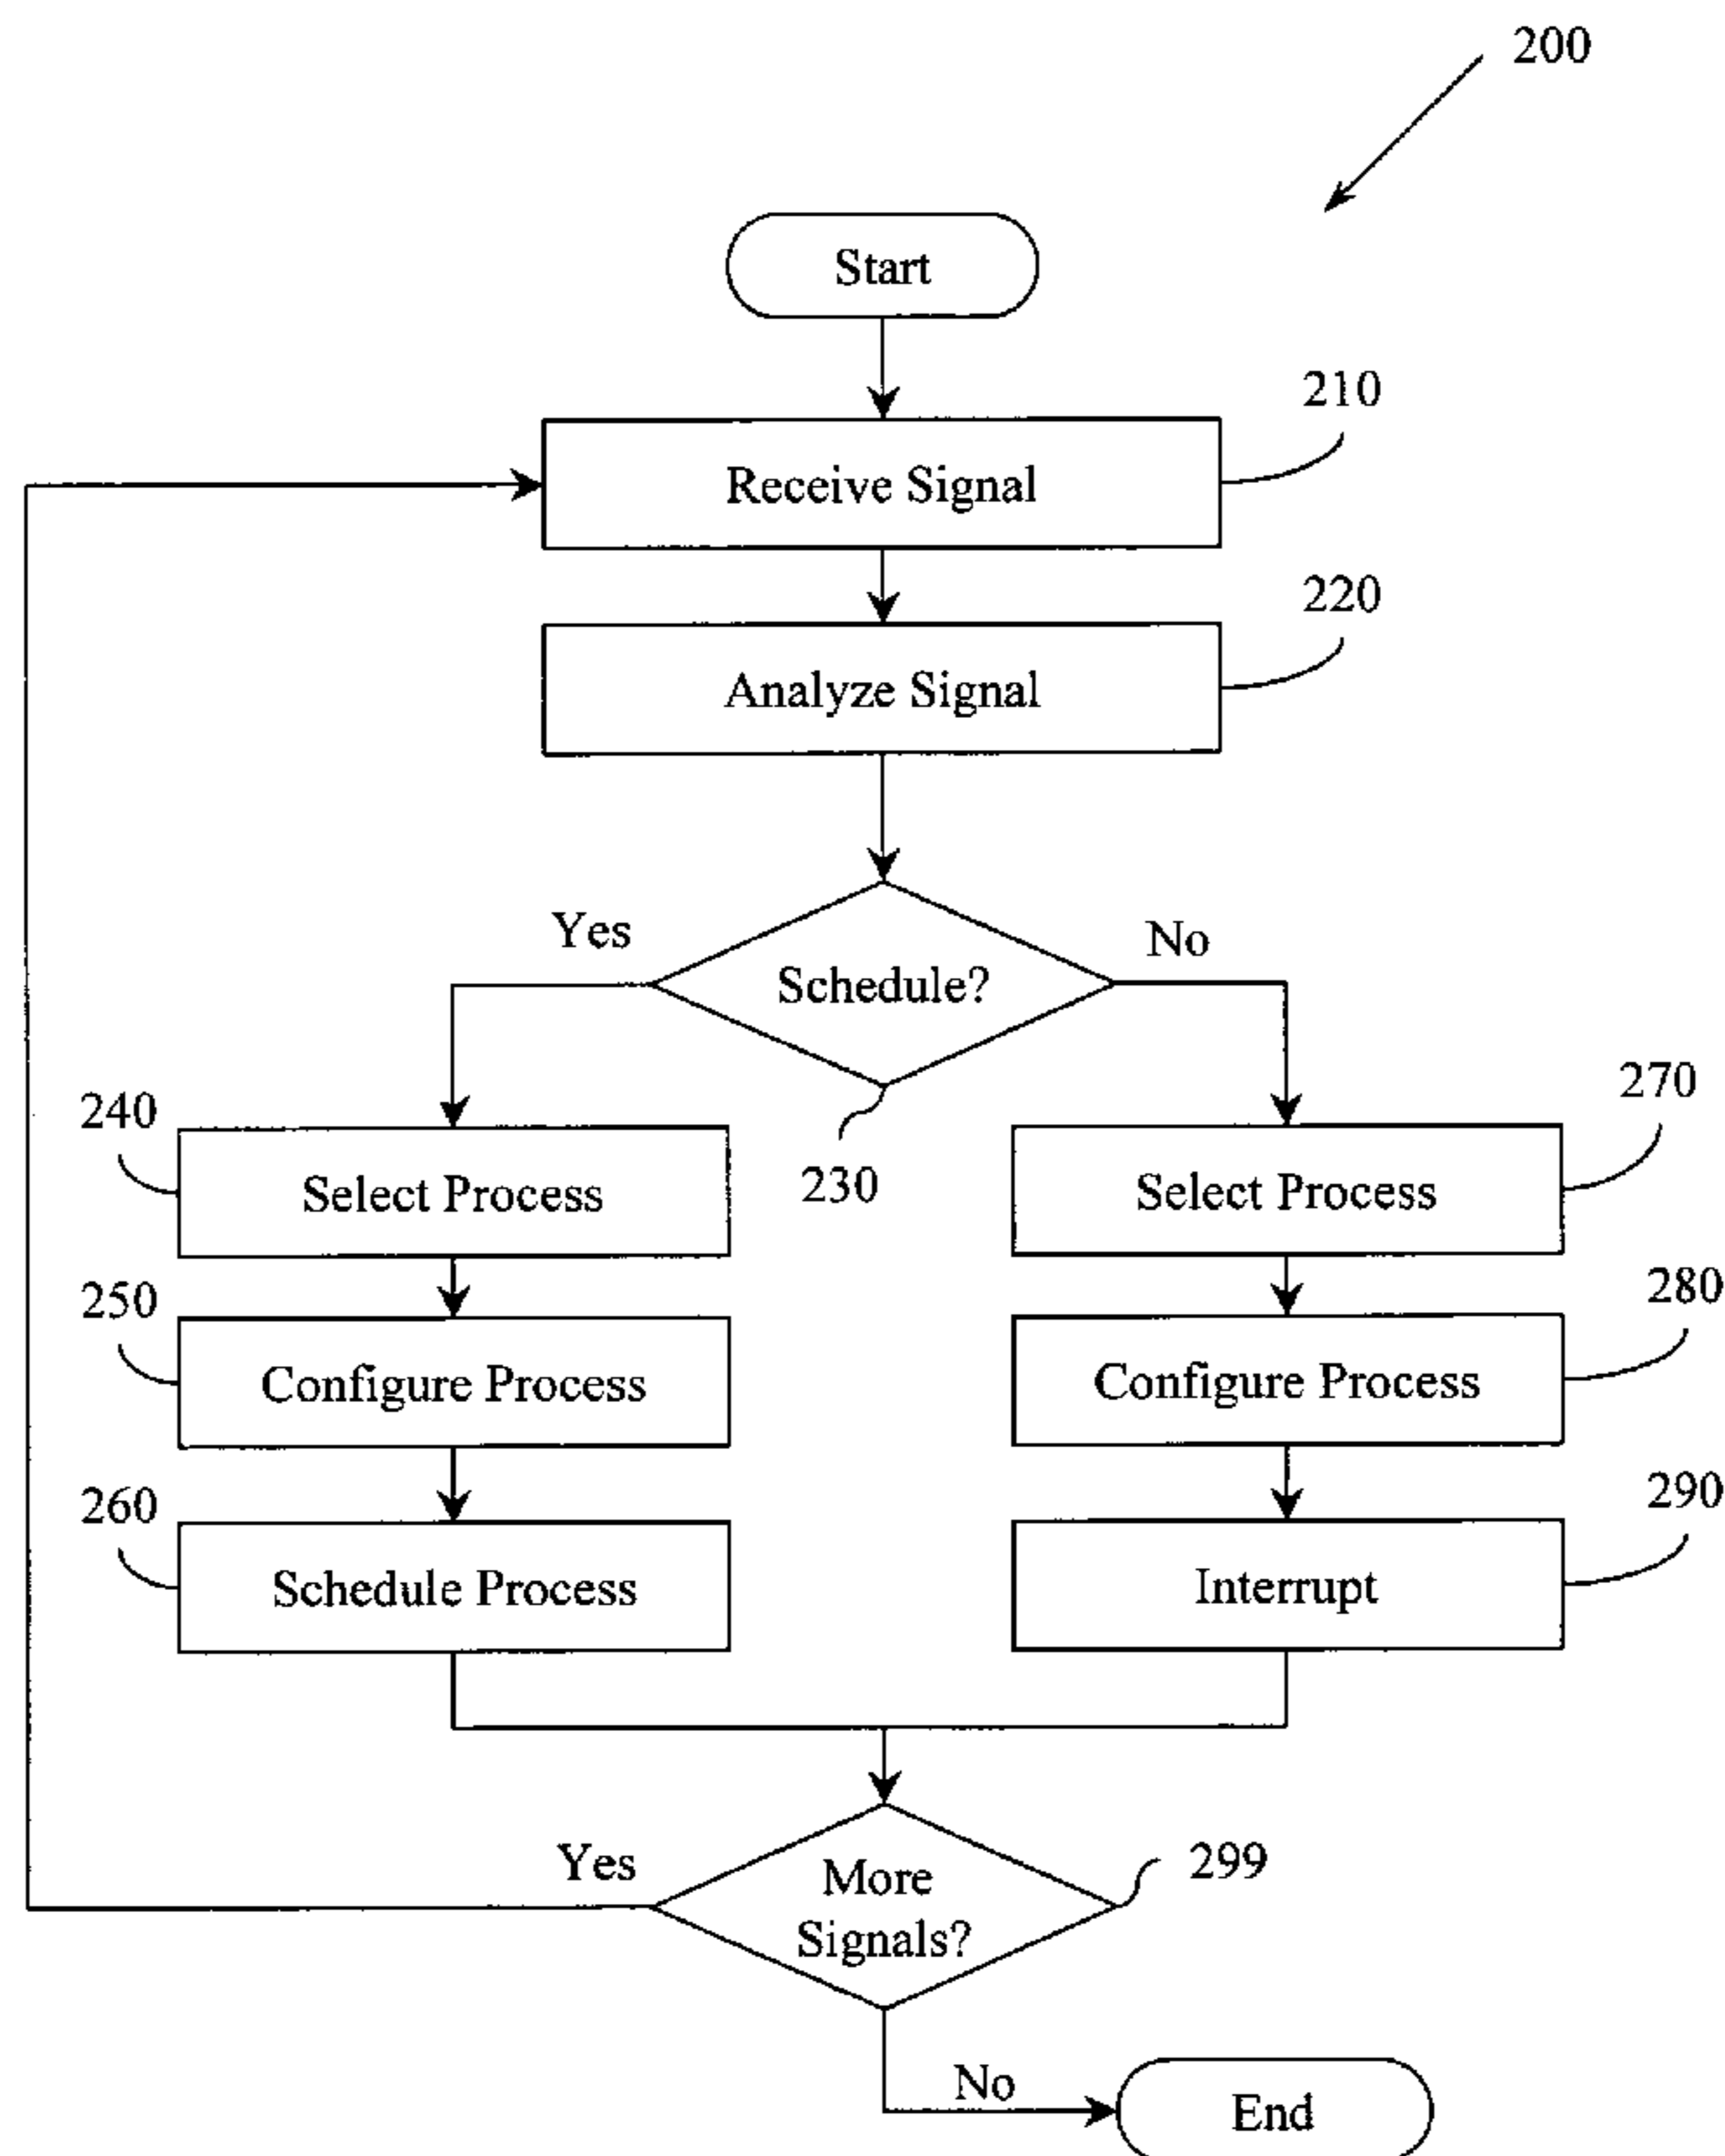 200
Start
210
Receive Signal
220
Analyze Signal
Yes
No
Schedule?
230
240
Select Process
270
Select Process
250
Configure Process
280
Configure Process
260
Schedule Process
290
Interrupt
Yes
More
Signals?
299
No
End